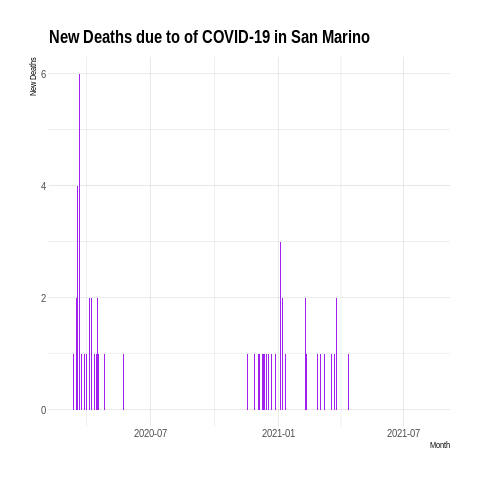 New Deaths due to of COVID-19 in San Marino
New Deaths
6
4
2
0
2020-07
2021-01
2021-07
Month